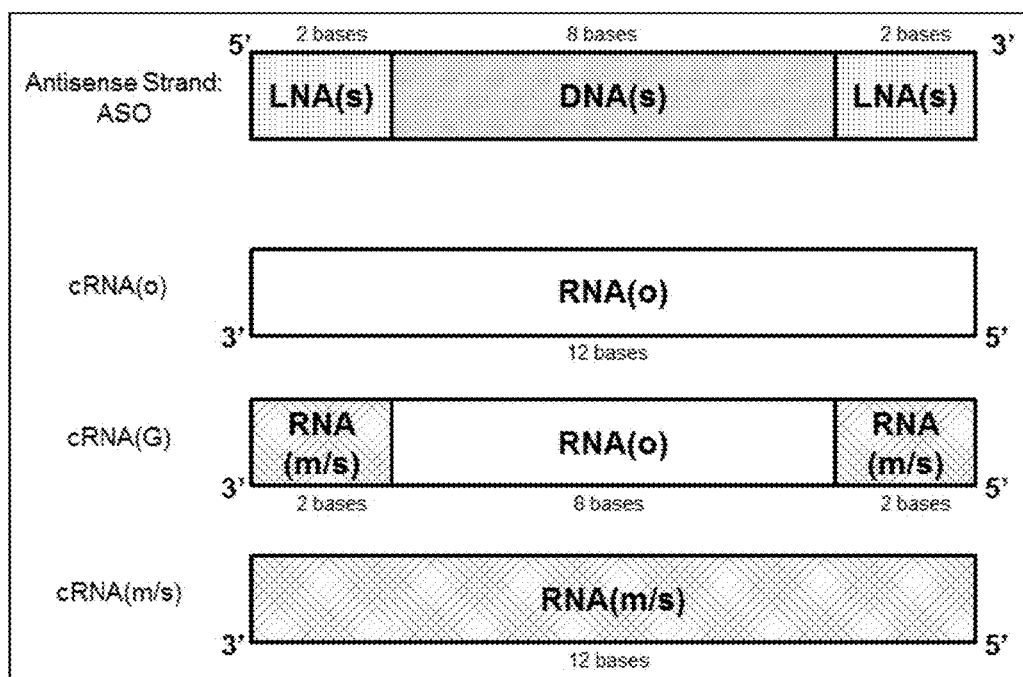 2 bases 8 bases 2 bases
5' 3'
Antisense Strand:
ASO
LNA(s) DNA(s) LNA(s)
cRNA(o)
RNA(o)
3' 5'
12 bases
cRNA(G)
RNA
(m/s)
RNA(o)
RNA
(m/s)
3' 5'
2 bases 8 bases 2 bases
cRNA(m/s)
RNA(m/s)
3' 5'
12 bases